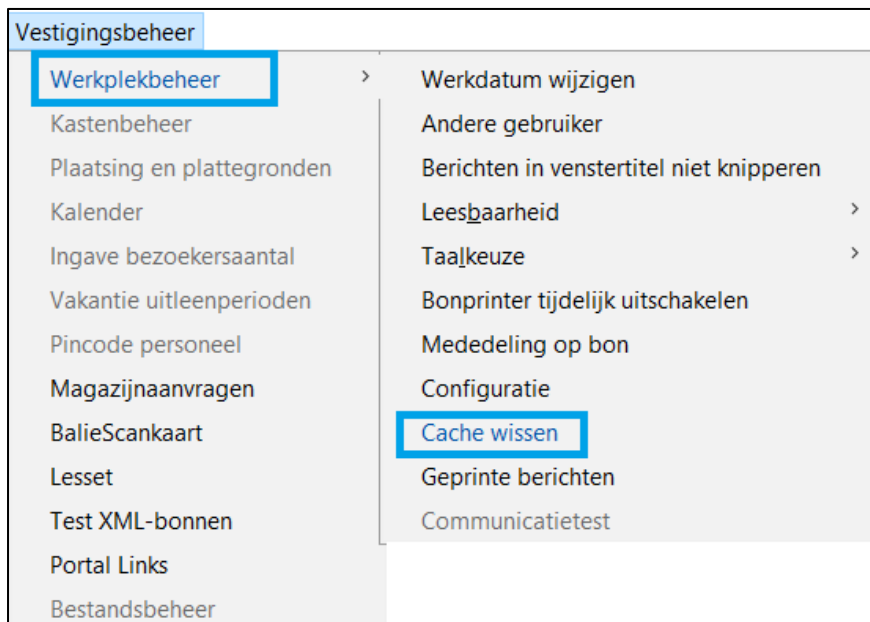 Vestigingsbeheer
Werkplekbeheer
Kastenbeheer
Plaatsing en plattegronden
Kalender
Ingave bezoekersaantal
Vakantie uitleenperioden
Pincode personeel
Magazijnaanvragen
BalieScankaart
Lesset
Test XML-bonnen
Portal Links
Bestandsbeheer
Werkdatum wijzigen
Andere gebruiker
Berichten in venstertitel niet knipperen
Leesbaarheid
Taalkeuze
Bonprinter tijdelijk uitschakelen
Mededeling op bon
Configuratie
Cache wissen
Geprinte berichten
Communicatietest